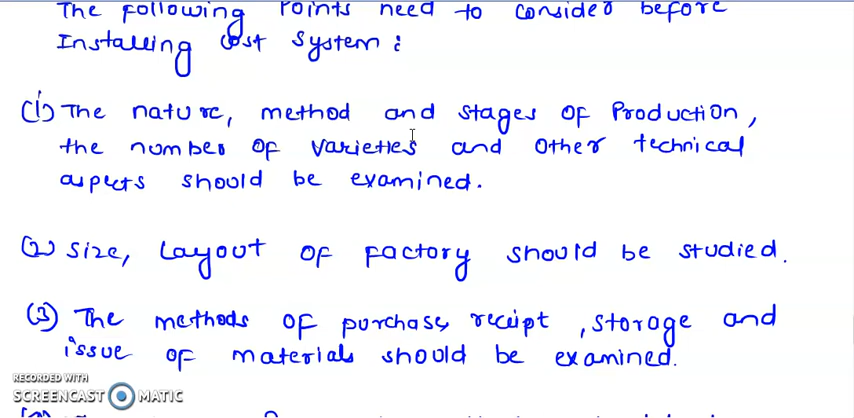 The following Points need to consider before
Installing Cost System :
(1) The nature, method and stages of Production,
the number of varieties and other technical
aspects should be examined.
(2) size, Layout of factory should be studied.
(3) The methods of purchase, receipt, storage and
issue of materials should be examined.
RECORDED WITH
SCREENCAST MATIC